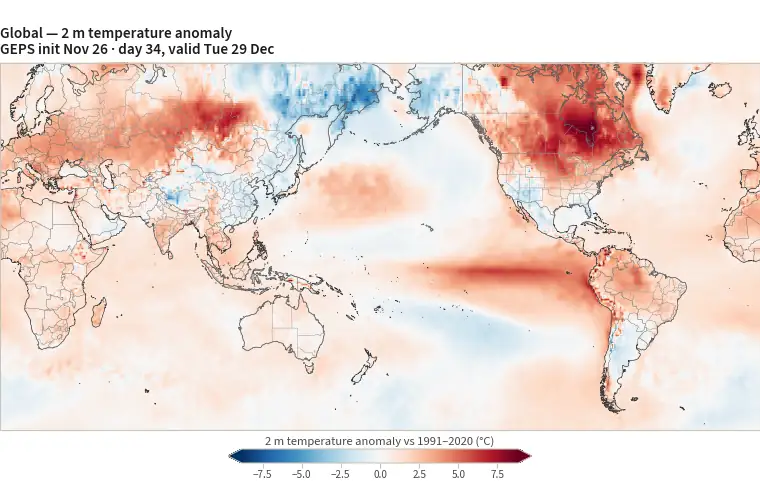 Global — 2 m temperature anomaly
GEPS init Nov 26 · day 34, valid Tue 29 Dec
2 m temperature anomaly vs 1991–2020 (°C)
−7.5 −5.0 −2.5 0.0 2.5 5.0 7.5